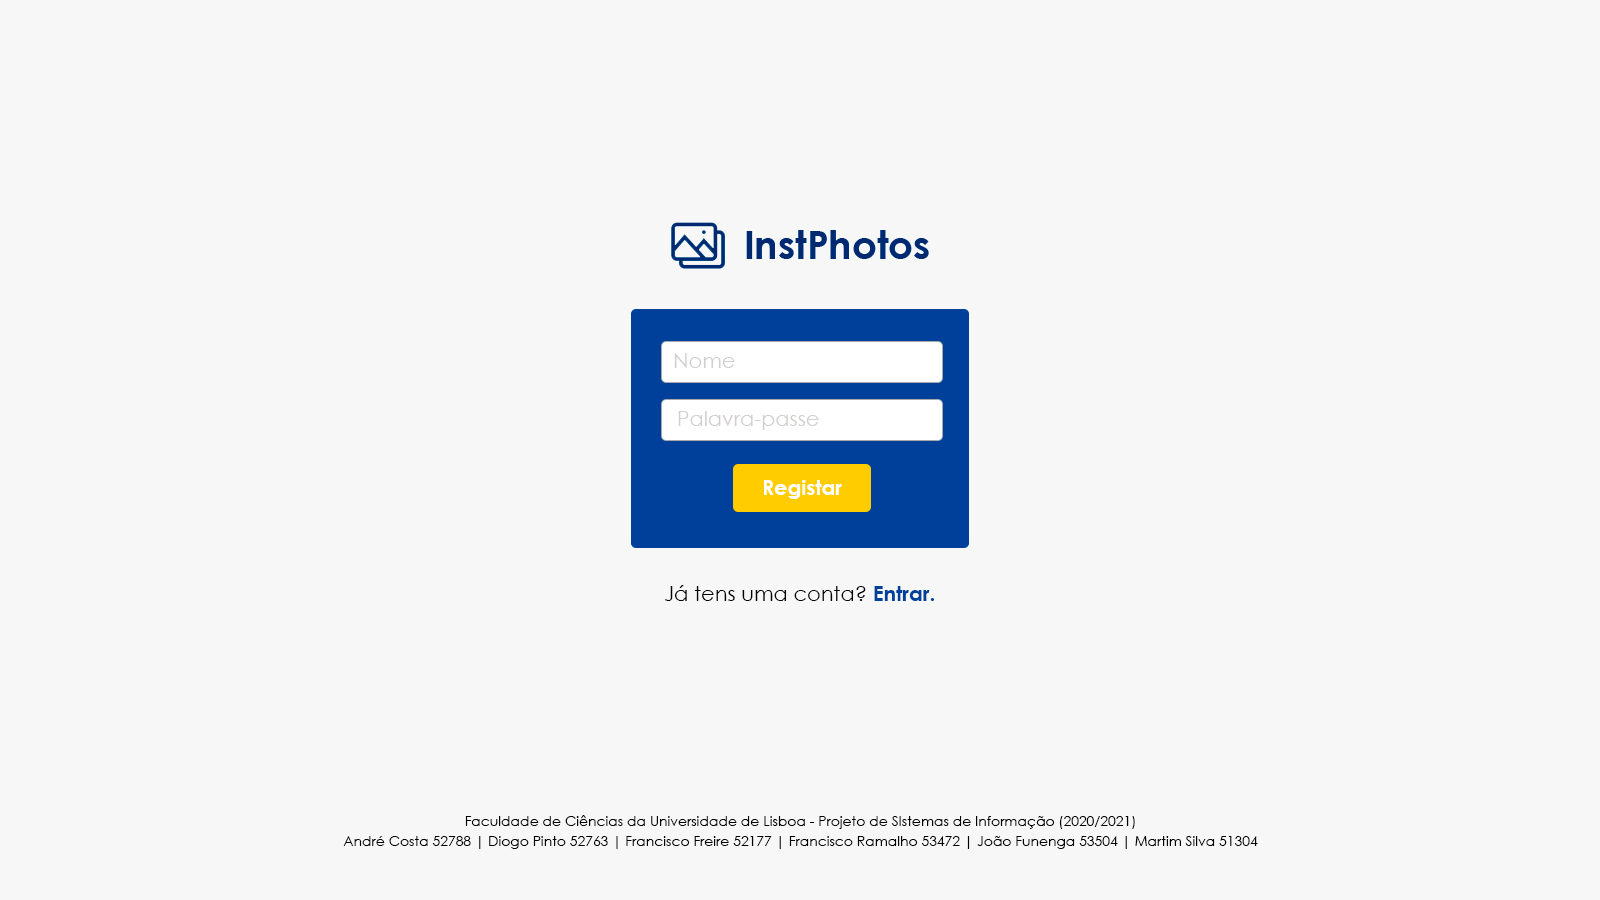 InstPhotos
Nome
Palavra-passe
Registar
Já tens uma conta? Entrar.
Faculdade de Ciências da Universidade de Lisboa - Projeto de SIstemas de Informação (2020/2021)
André Costa 52788 | Diogo Pinto 52763 | Francisco Freire 52177 | Francisco Ramalho 53472 | João Funenga 53504 | Martim Silva 51304